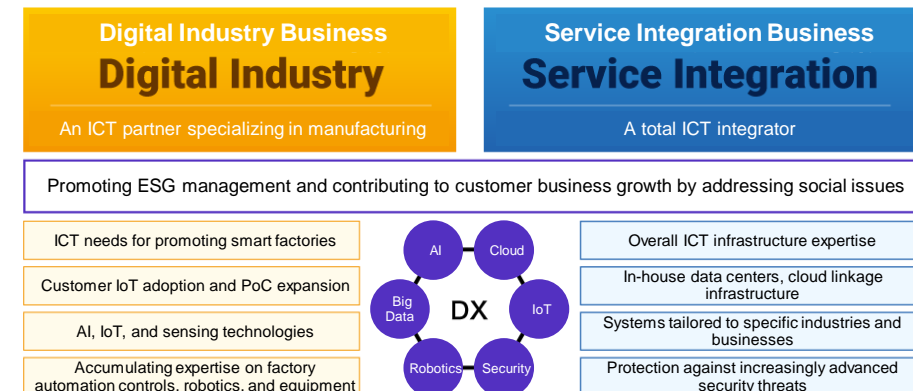 Digital Industry Business
Digital Industry
An ICT partner specializing in manufacturing
Service Integration Business
Service Integration
A total ICT integrator
Promoting ESG management and contributing to customer business growth by addressing social issues
ICT needs for promoting smart factories
Customer IoT adoption and PoC expansion
AI, IoT, and sensing technologies
Accumulating expertise on factory
automation controls, robotics, and equipment
AI
Cloud
Big
Data
DX
IoT
Robotics
Security
Overall ICT infrastructure expertise
In-house data centers, cloud linkage
infrastructure
Systems tailored to specific industries and
businesses
Protection against increasingly advanced
security threats